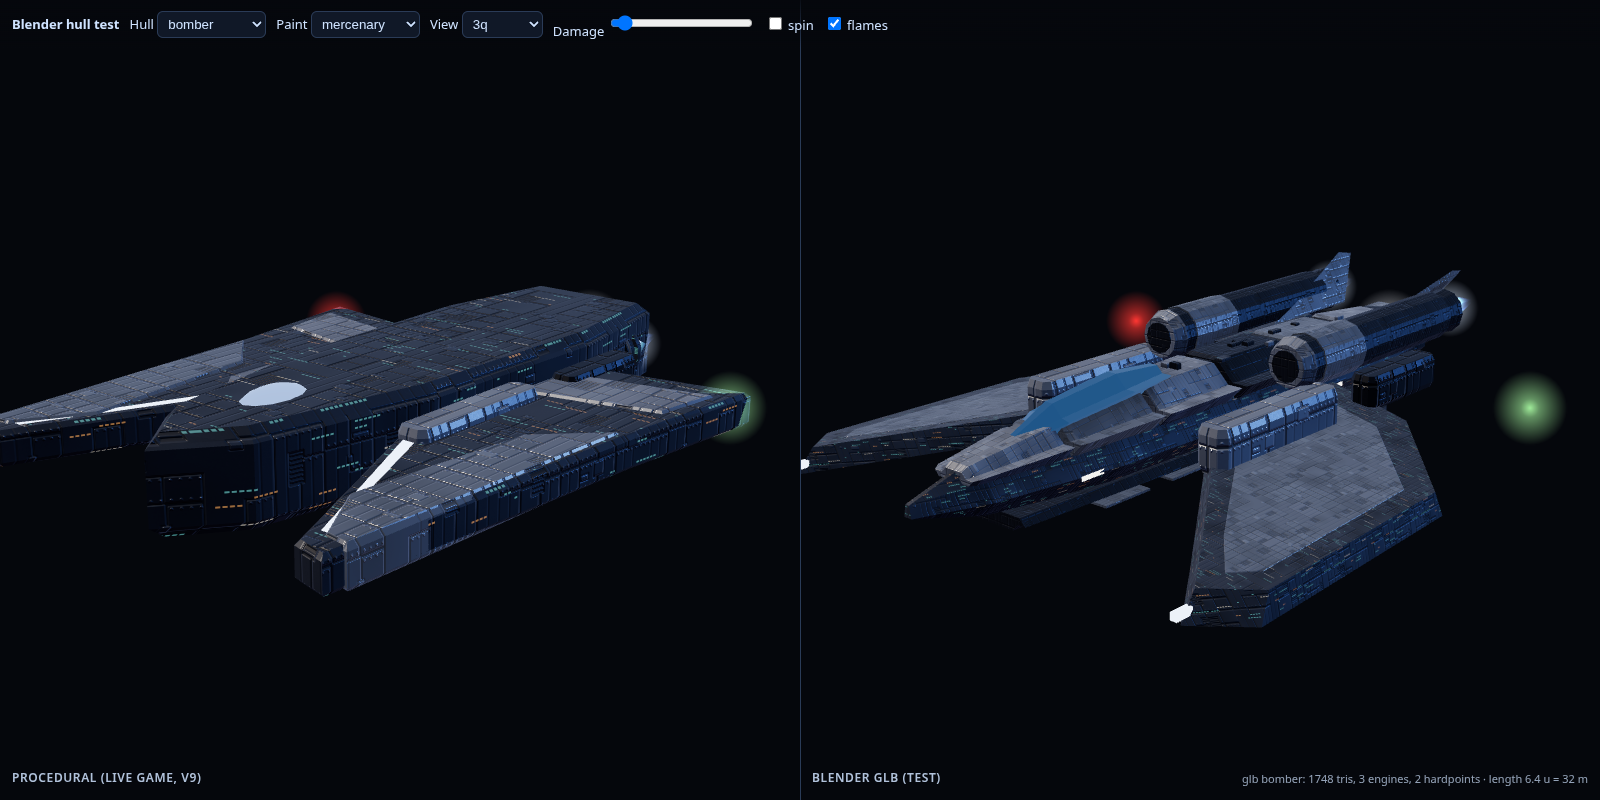 Blender hull test Hull bomber Paint mercenary View 3q Damage spin flames
PROCEDURAL (LIVE GAME, V9)
BLENDER GLB (TEST)
glb bomber: 1748 tris, 3 engines, 2 hardpoints · length 6.4 u = 32 m